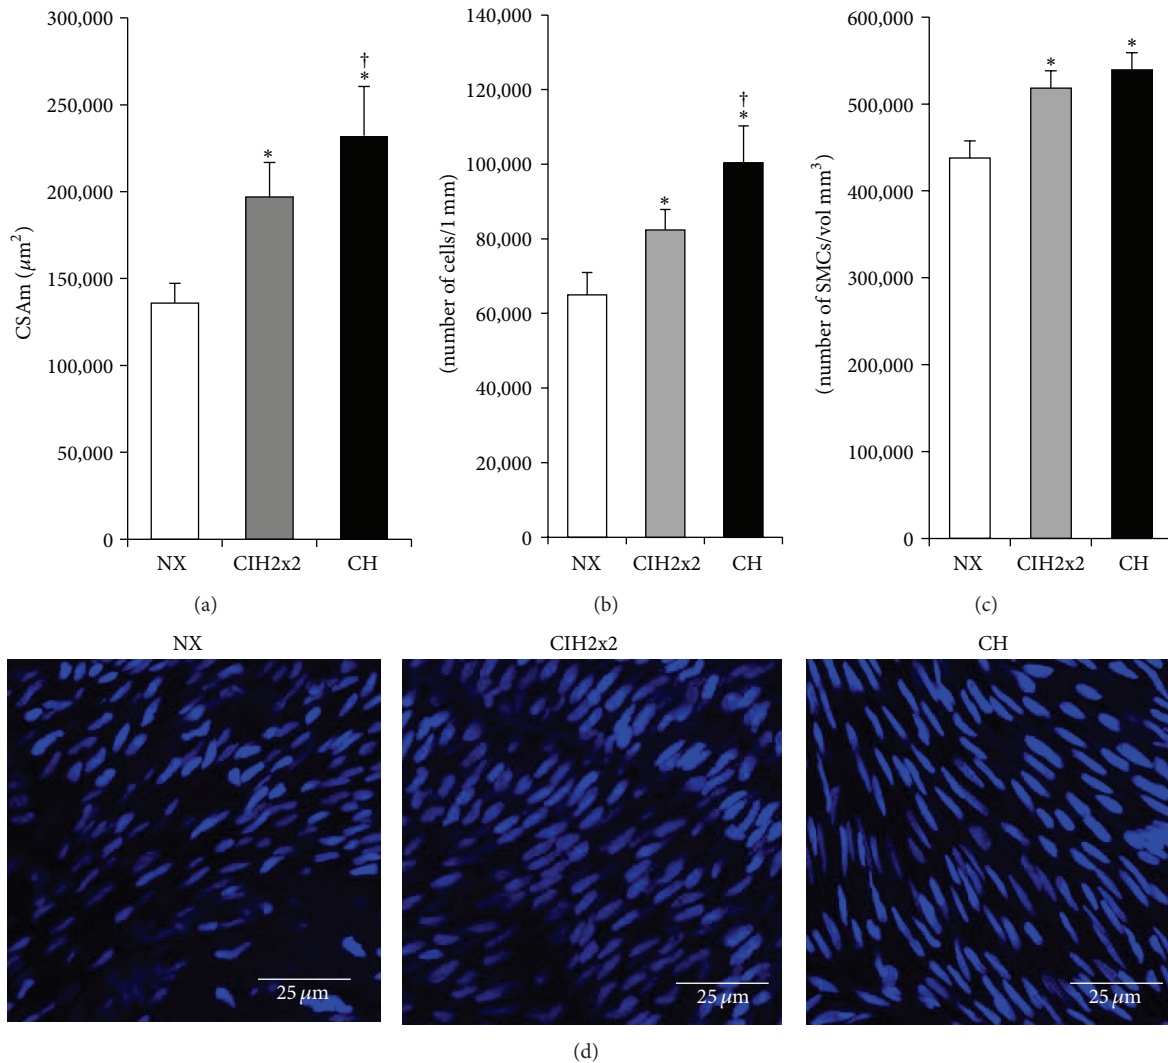 300,000
250,000
200,000
150,000
100,000
50,000
0
CSAm (μm²)
†
*
*
NX
CIH2x2
CH
(a)
140,000
120,000
100,000
80,000
60,000
40,000
20,000
0
(number of cells/1 mm)
†
*
*
NX
CIH2x2
CH
(b)
600,000
500,000
400,000
300,000
200,000
100,000
0
(number of SMCs/vol mm³)
*
*
NX
CIH2x2
CH
(c)
NX
CIH2x2
CH
25 μm
25 μm
25 μm
(d)